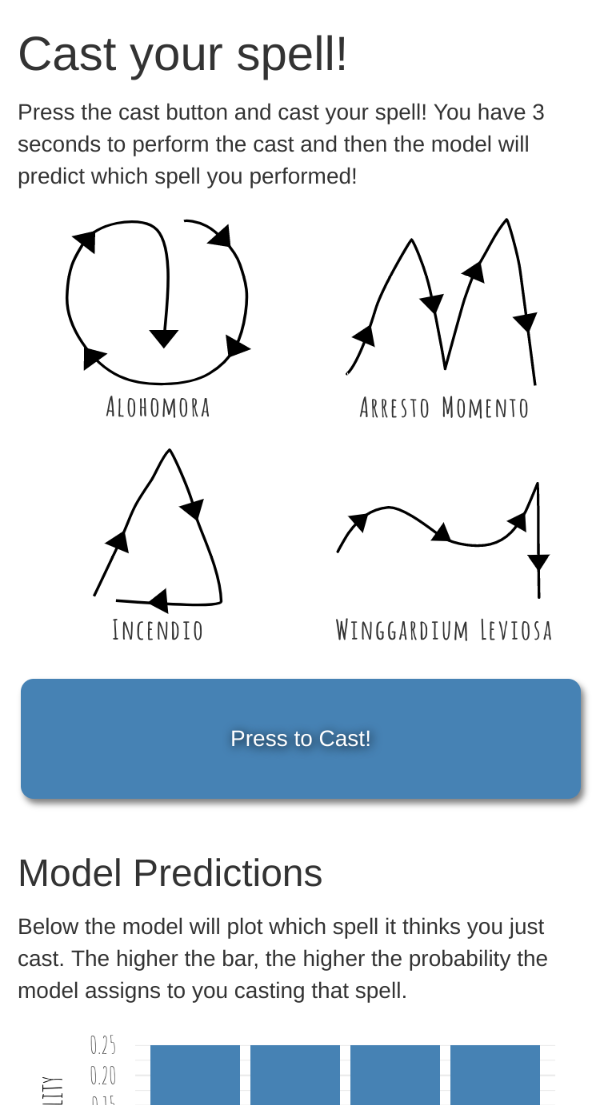 Cast your spell!
Press the cast button and cast your spell! You have 3
seconds to perform the cast and then the model will
predict which spell you performed!
Alohomora
Arresto Momento
Incendio
Winggardium Leviosa
Press to Cast!
Model Predictions
Below the model will plot which spell it thinks you just
cast. The higher the bar, the higher the probability the
model assigns to you casting that spell.
0.25
0.20